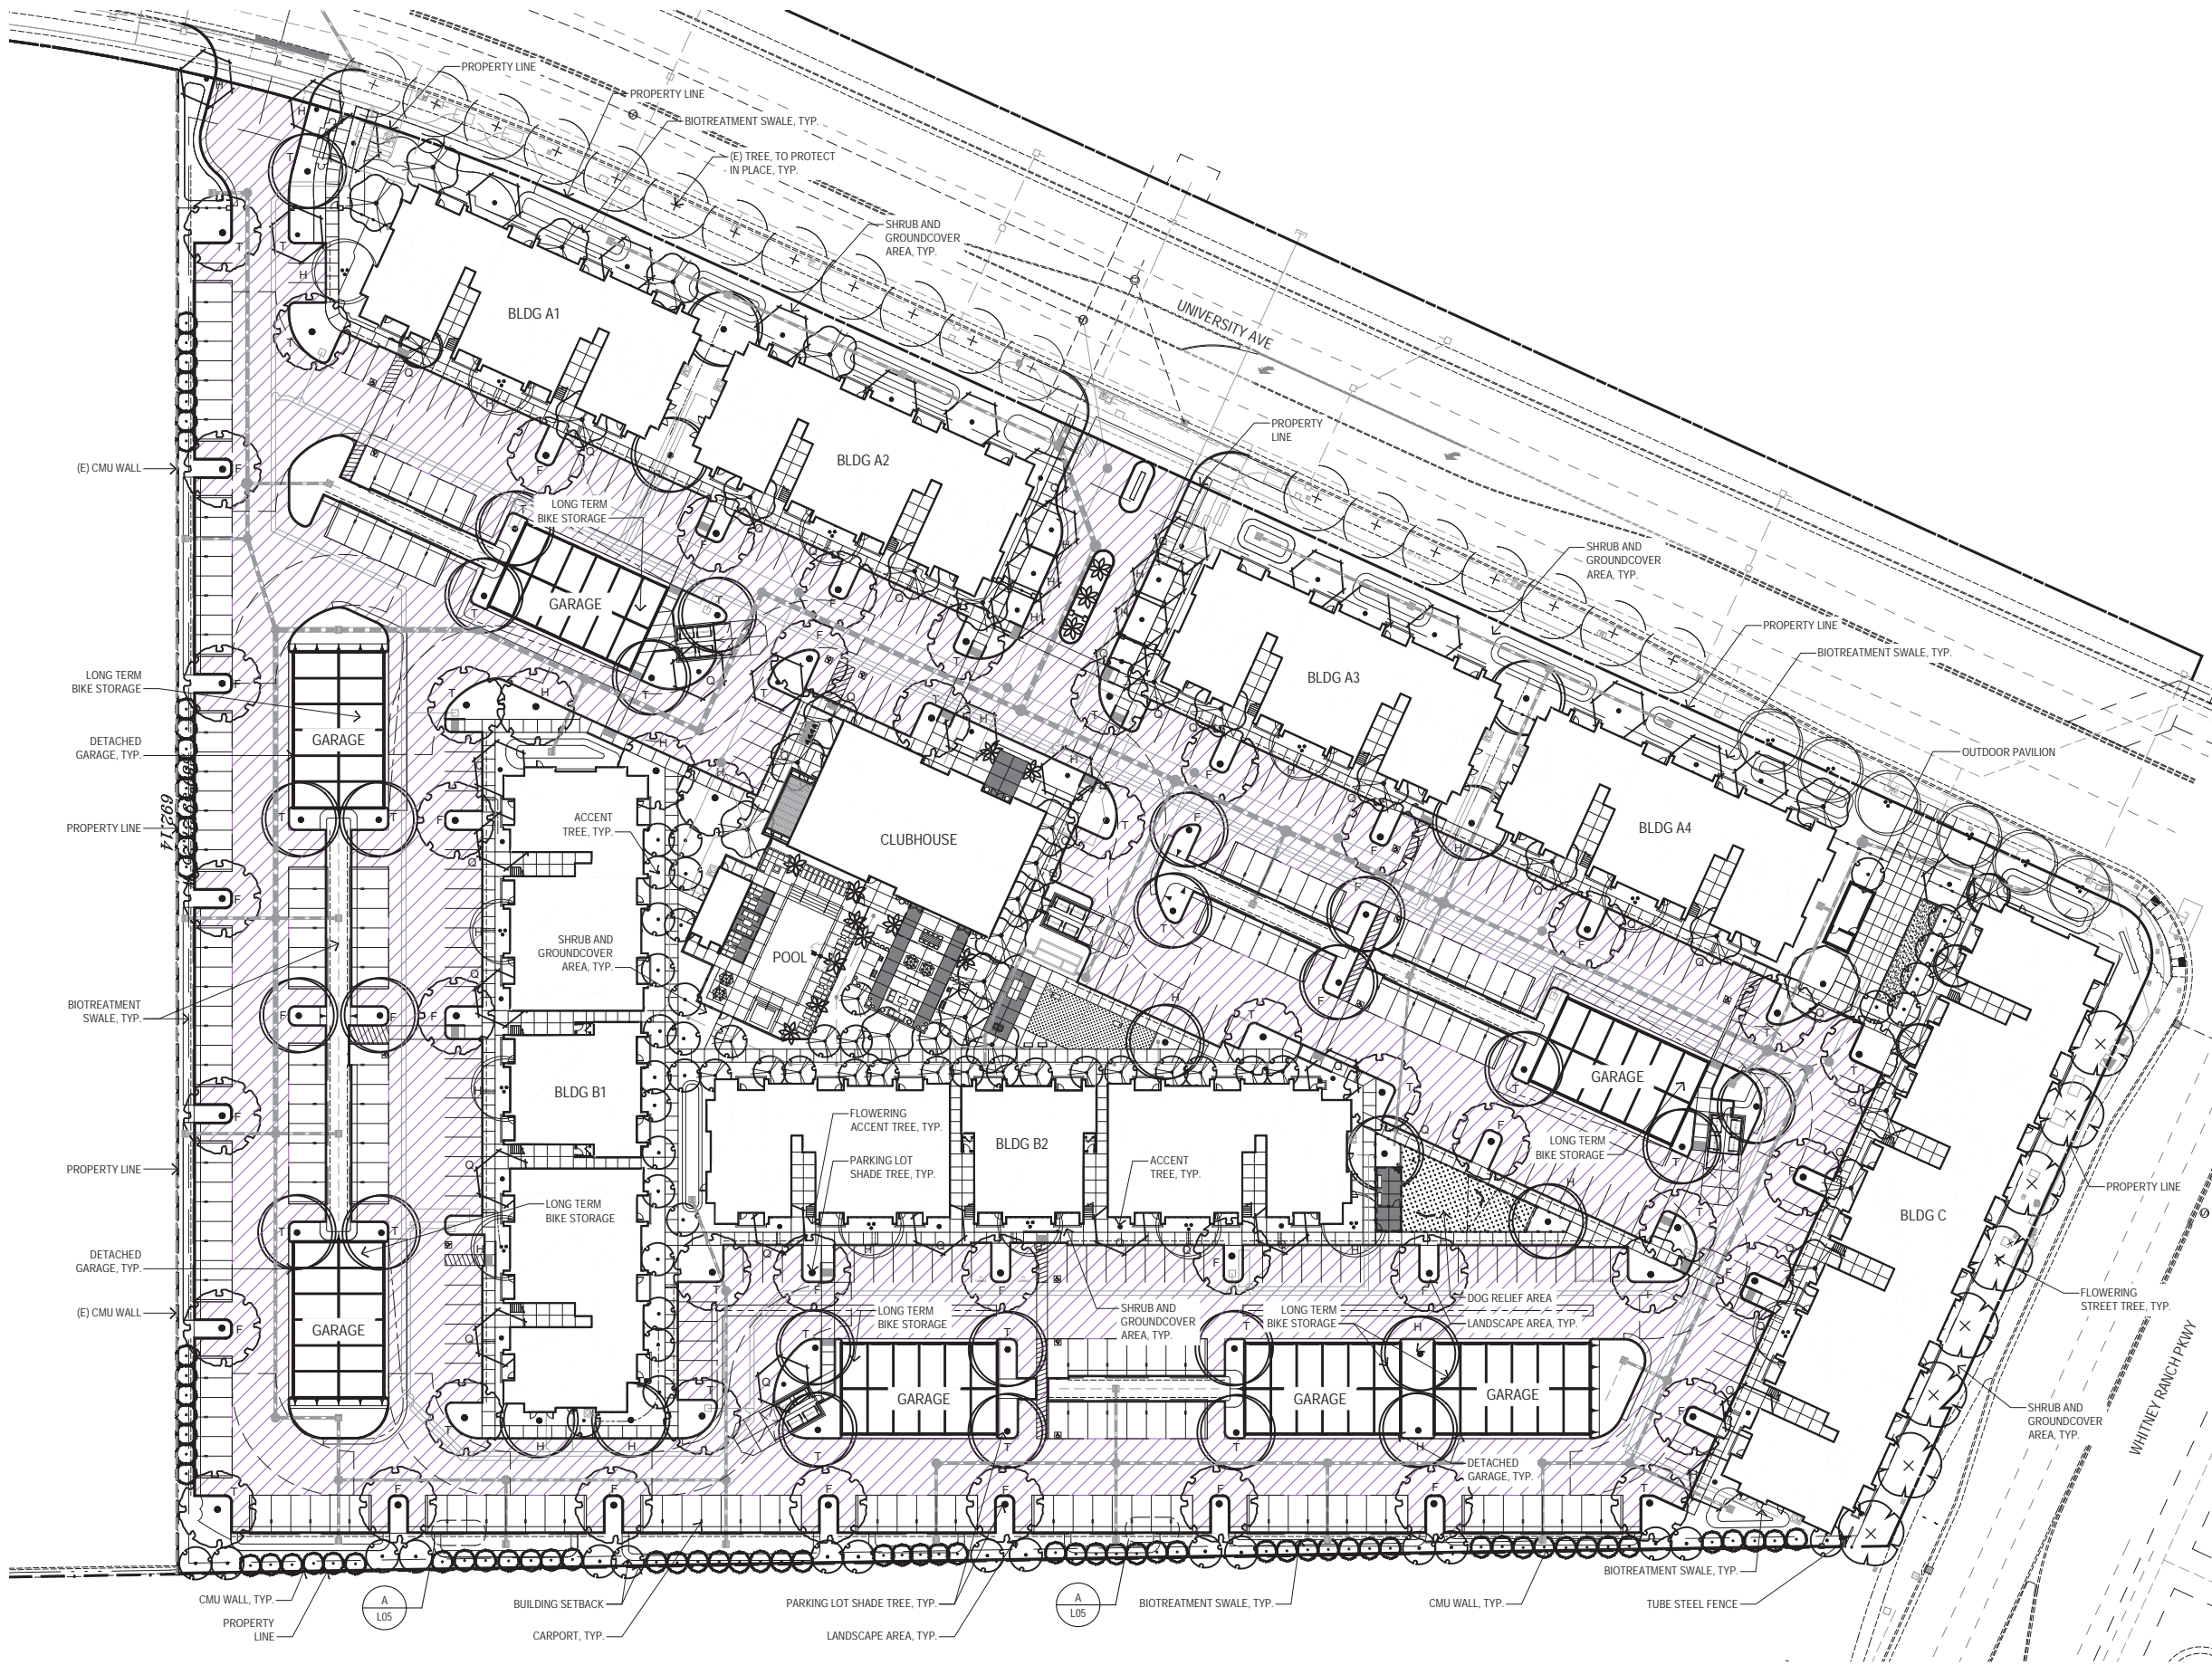 PROPERTY LINE
PROPERTY LINE
BIOTREATMENT SWALE, TYP.
(E) TREE, TO PROTECT
IN PLACE, TYP.
SHRUB AND
GROUNDCOVER
AREA, TYP.
UNIVERSITY AVE
BLDG A1
PROPERTY
LINE
BLDG A2
(E) CMU WALL
LONG TERM
BIKE STORAGE
SHRUB AND
GROUNDCOVER
AREA, TYP.
GARAGE
PROPERTY LINE
BIOTREATMENT SWALE, TYP.
LONG TERM
BIKE STORAGE
BLDG A3
DETACHED
GARAGE, TYP.
GARAGE
OUTDOOR PAVILION
PROPERTY LINE
692.14
ACCENT
TREE, TYP.
CLUBHOUSE
BLDG A4
SHRUB AND
GROUNDCOVER
AREA, TYP.
POOL
BIOTREATMENT
SWALE, TYP.
BLDG B1
GARAGE
FLOWERING
ACCENT TREE, TYP.
BLDG B2
LONG TERM
BIKE STORAGE
PARKING LOT
SHADE TREE, TYP.
ACCENT
TREE, TYP.
PROPERTY LINE
PROPERTY LINE
LONG TERM
BIKE STORAGE
BLDG C
DETACHED
GARAGE, TYP.
DOG RELIEF AREA
LANDSCAPE AREA, TYP.
FLOWERING
STREET TREE, TYP.
(E) CMU WALL
LONG TERM
BIKE STORAGE
SHRUB AND
GROUNDCOVER
AREA, TYP.
LONG TERM
BIKE STORAGE
GARAGE
GARAGE
GARAGE
GARAGE
SHRUB AND
GROUNDCOVER
AREA, TYP.
WHITNEY RANCH PKWY
DETACHED
GARAGE, TYP.
BIOTREATMENT SWALE, TYP.
CMU WALL, TYP.
PROPERTY
LINE
A
L05
BUILDING SETBACK
CARPORT, TYP.
PARKING LOT SHADE TREE, TYP.
LANDSCAPE AREA, TYP.
A
L05
BIOTREATMENT SWALE, TYP.
CMU WALL, TYP.
TUBE STEEL FENCE